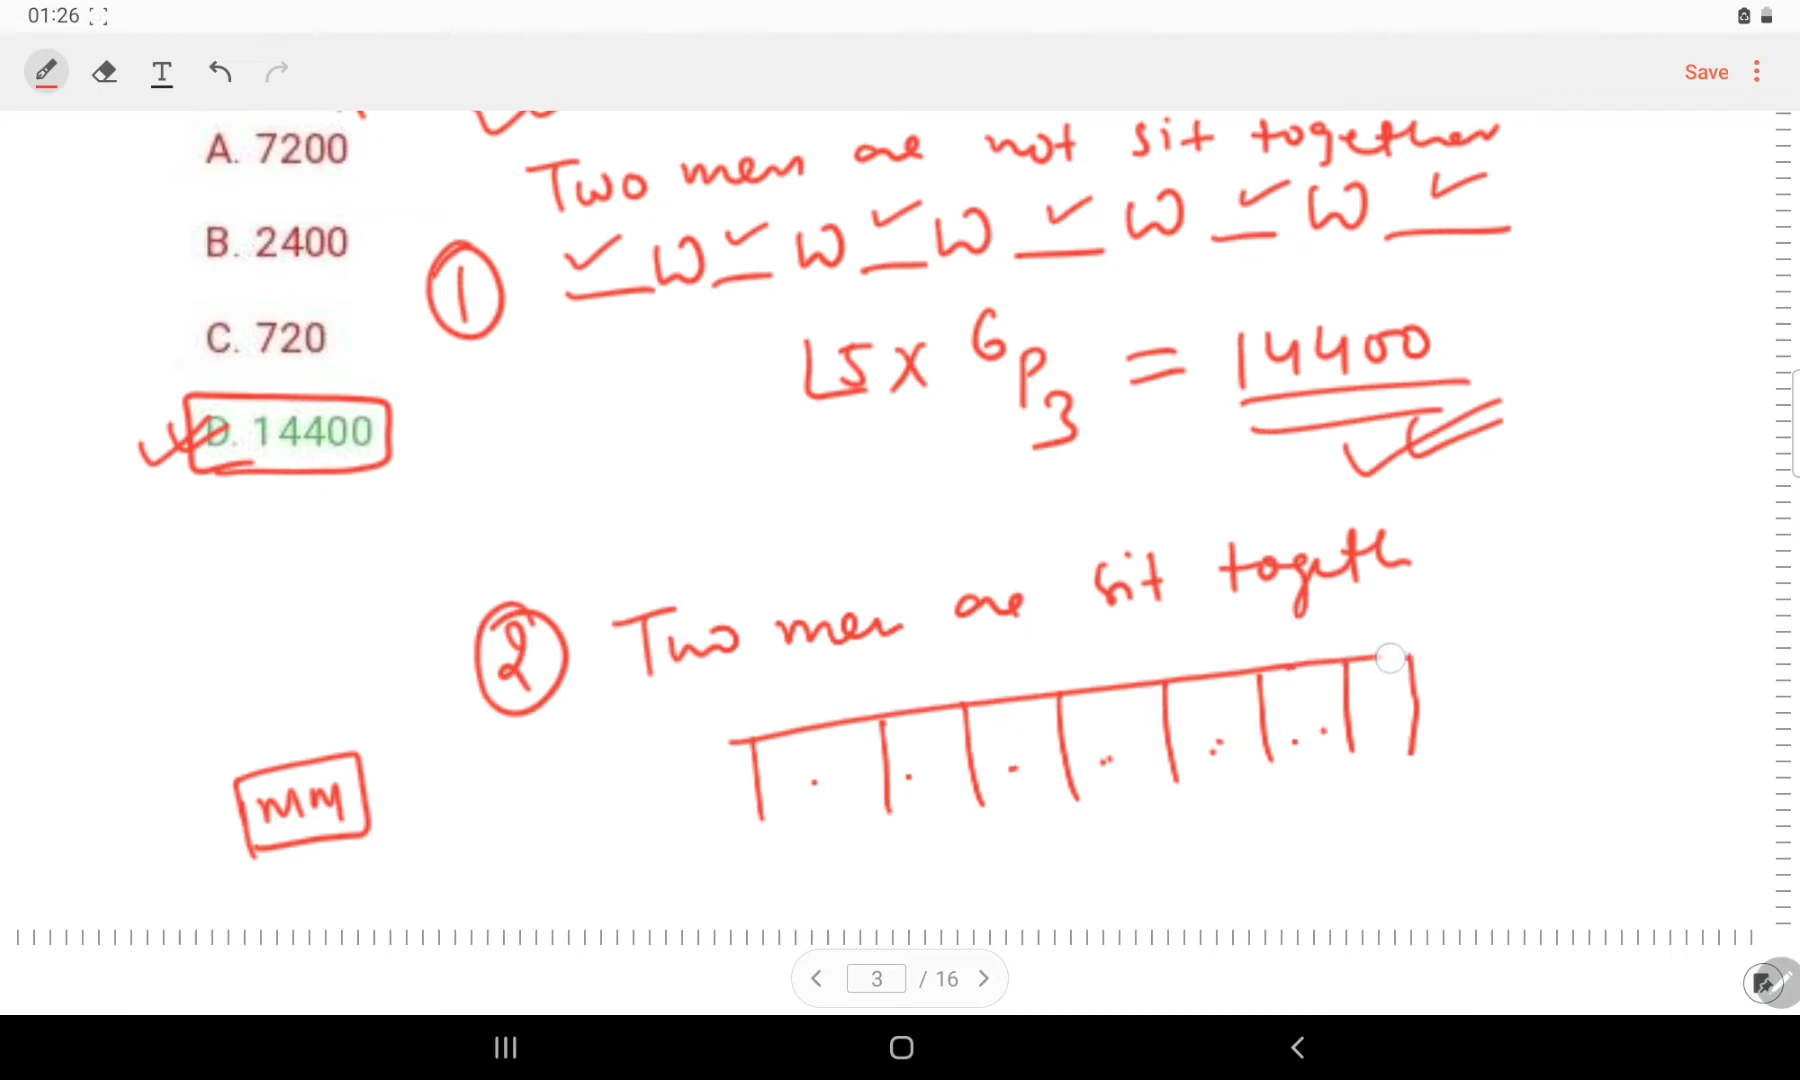 01:26
Save
A. 7200
Two men are not sit together
B. 2400
1
W W W W W
C. 720
5 × 6P3 = 14400
D. 14400
2 Two men are sit togeth
MM
3 / 16